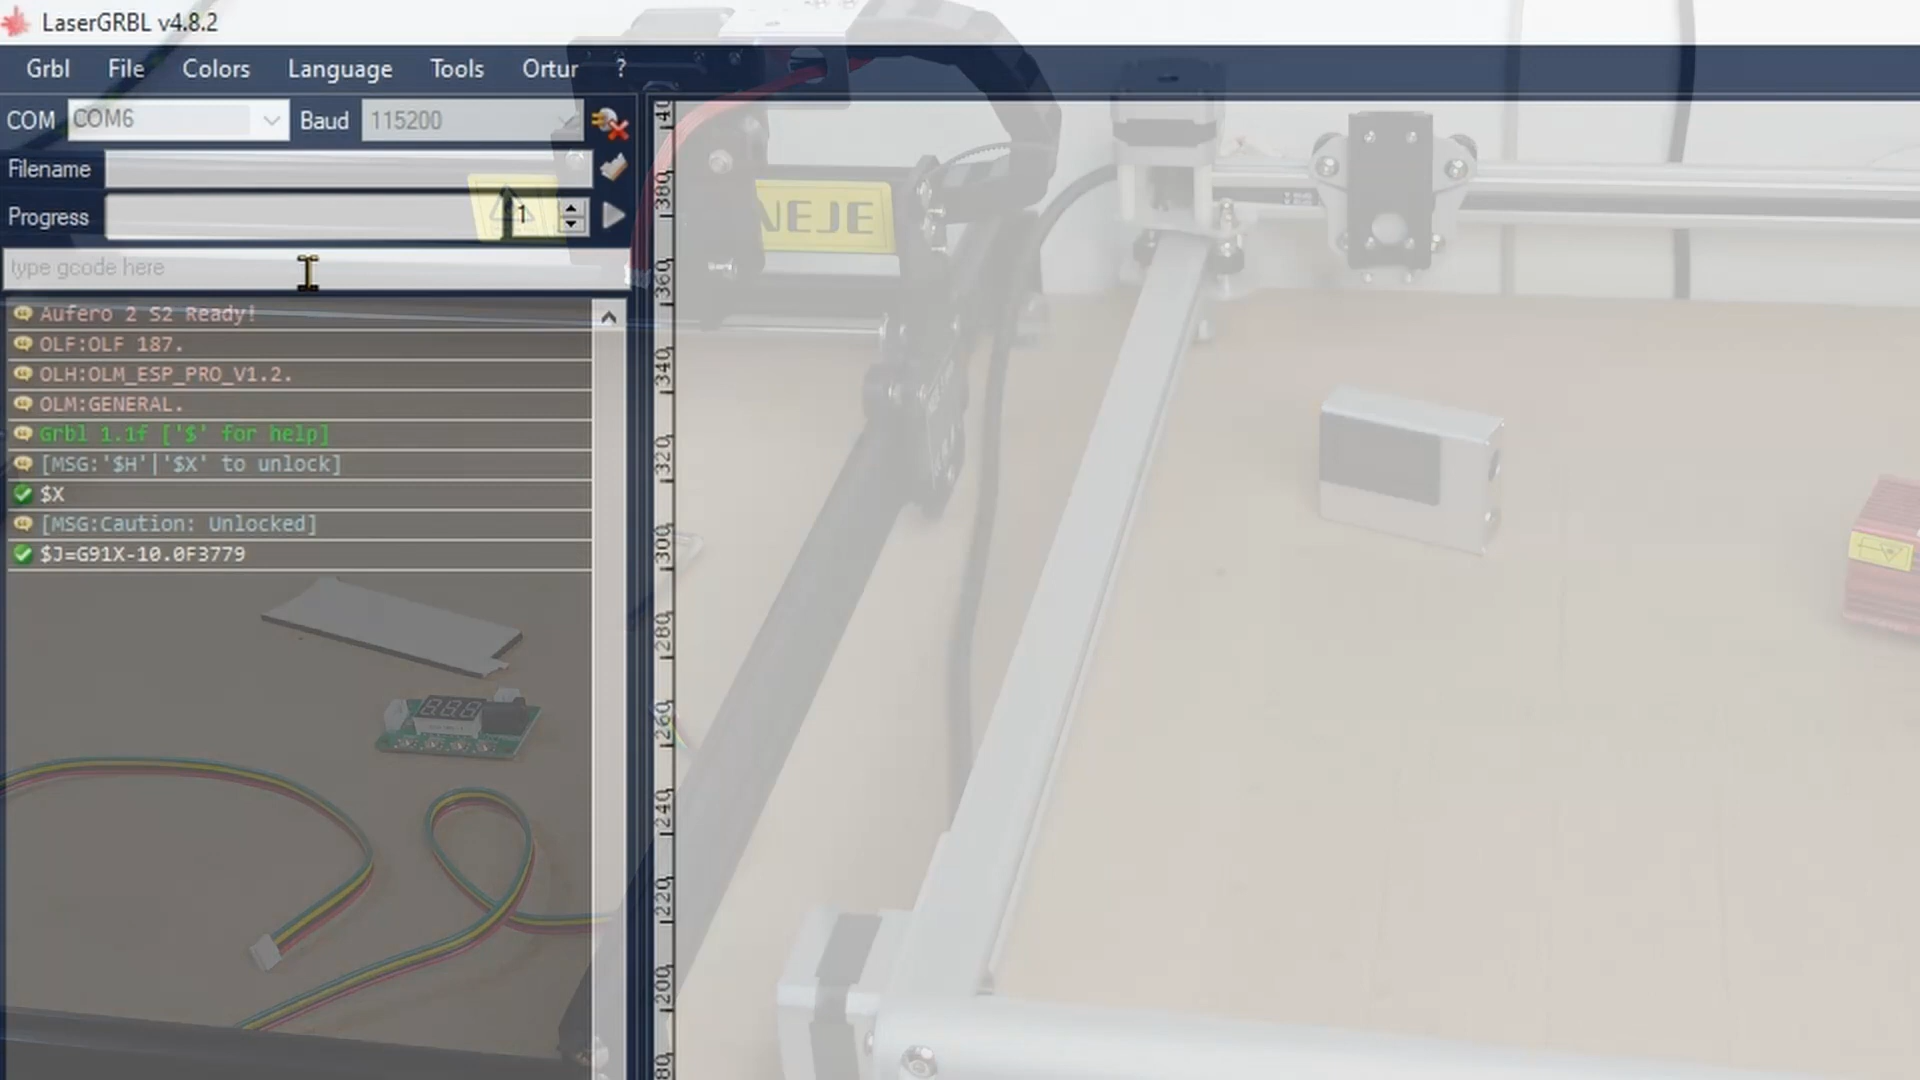 LaserGRBL v4.8.2
Grbl File Colors Language Tools Ortur ?
COM COM6 Baud 115200
Filename
Progress 1
type gcode here
Aufero 2 S2 Ready!
OLF:OLF 187.
OLH:OLM_ESP_PRO_V1.2.
OLM:GENERAL.
Grbl 1.1f ['$' for help]
[MSG:'$H'|'$X' to unlock]
$X
[MSG:Caution: Unlocked]
$J=G91X-10.0F3779
NEJE
380
360
340
320
300
280
260
240
220
200